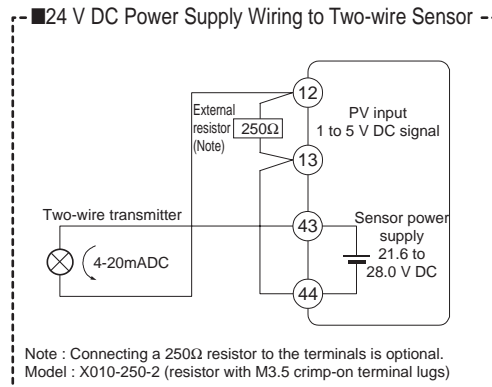 ■24 V DC Power Supply Wiring to Two-wire Sensor
12
External
resistor
(Note)
250Ω
PV input
1 to 5 V DC signal
13
Two-wire transmitter
43
Sensor power
supply
21.6 to
28.0 V DC
4-20mADC
44
Note : Connecting a 250Ω resistor to the terminals is optional.
Model : X010-250-2 (resistor with M3.5 crimp-on terminal lugs)